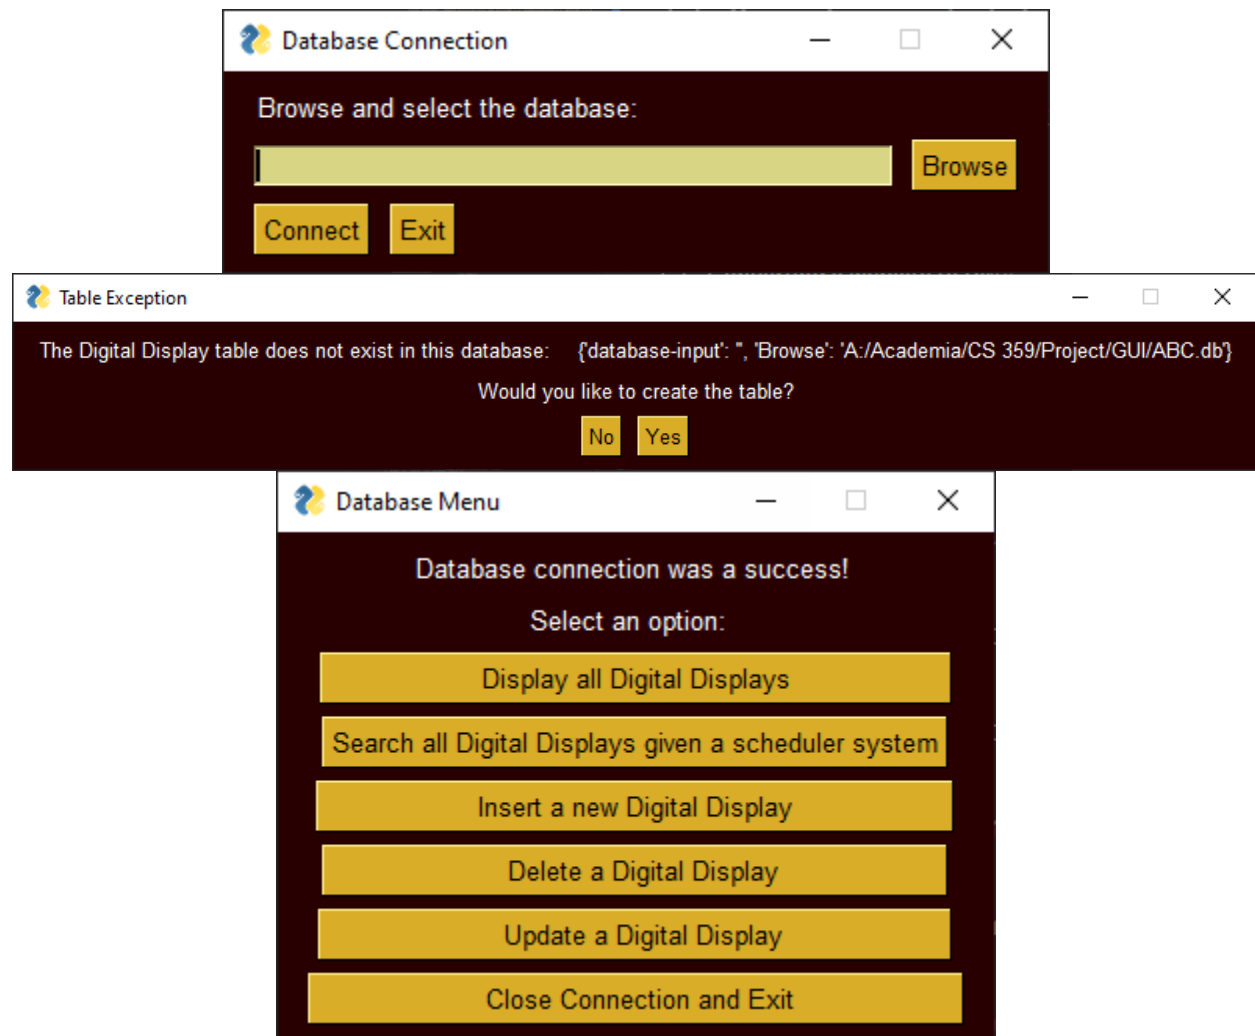 Database Connection
Browse and select the database:
Browse
Connect Exit
Table Exception
The Digital Display table does not exist in this database: {'database-input': '', 'Browse': 'A:/Academia/CS 359/Project/GUI/ABC.db'}
Would you like to create the table?
No Yes
Database Menu
Database connection was a success!
Select an option:
Display all Digital Displays
Search all Digital Displays given a scheduler system
Insert a new Digital Display
Delete a Digital Display
Update a Digital Display
Close Connection and Exit